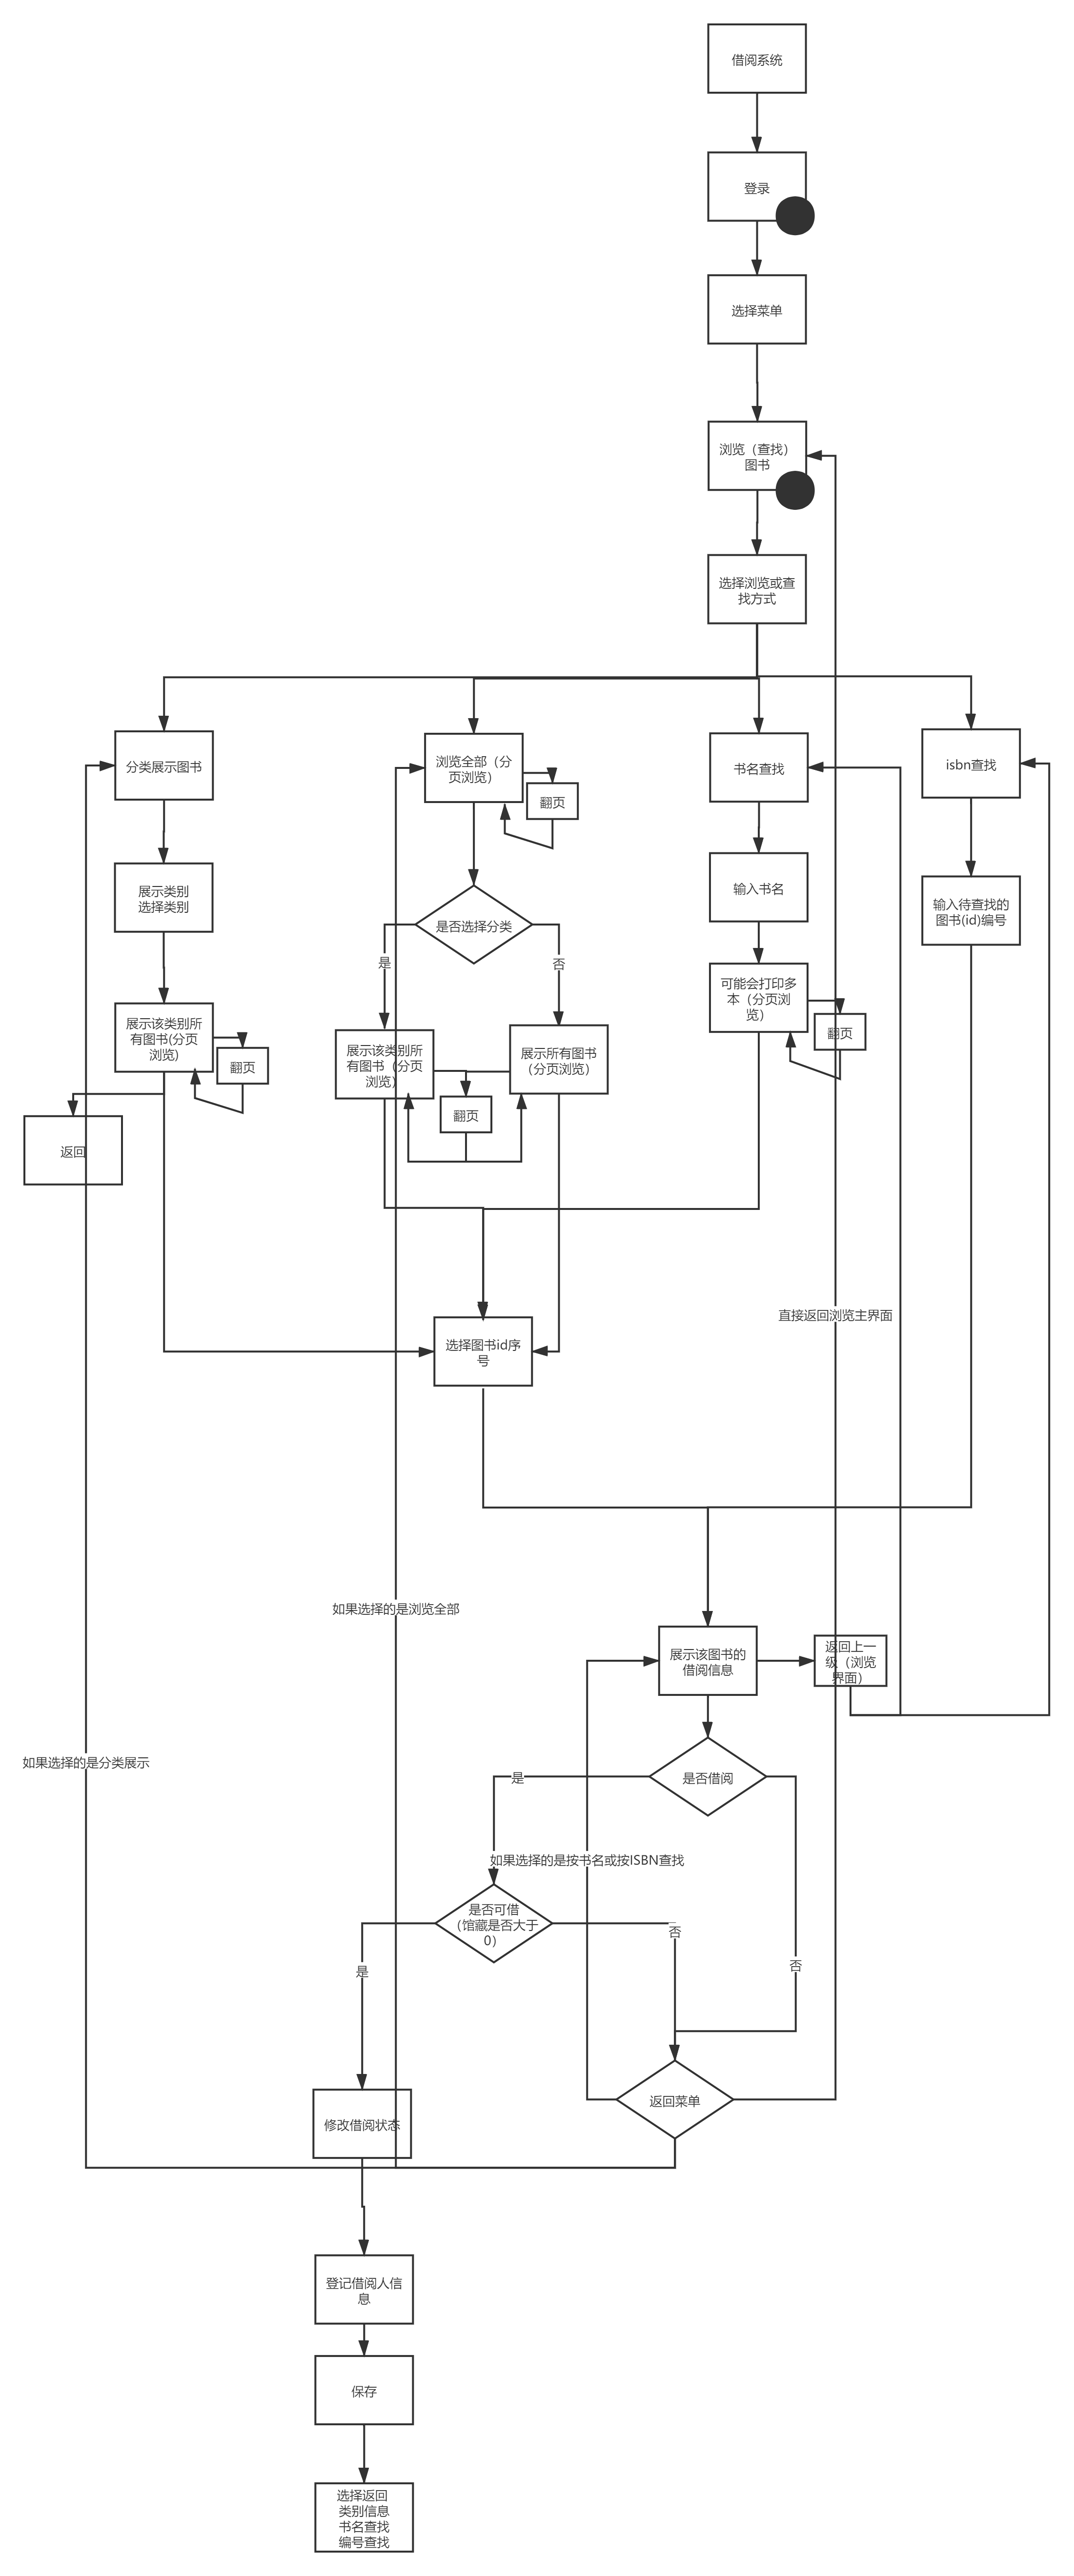 借阅系统
登录
选择菜单
浏览（查找）
图书
选择浏览或查
找方式
分类展示图书
浏览全部（分
页浏览）
翻页
书名查找
isbn查找
展示类别
选择类别
是否选择分类
输入书名
输入待查找的
图书(id)编号
是
否
可能会打印多
本（分页浏
览）
翻页
展示该类别所
有图书(分页
浏览)
翻页
展示该类别所
有图书（分页
浏览）
展示所有图书
（分页浏览）
翻页
返回
直接返回浏览主界面
选择图书id序
号
如果选择的是浏览全部
展示该图书的
借阅信息
返回上一
级（浏览
界面）
如果选择的是分类展示
是否借阅
是
如果选择的是按书名或按ISBN查找
是否可借
（馆藏是否大于
0）
否
是
否
返回菜单
修改借阅状态
登记借阅人信
息
保存
选择返回
类别信息
书名查找
编号查找